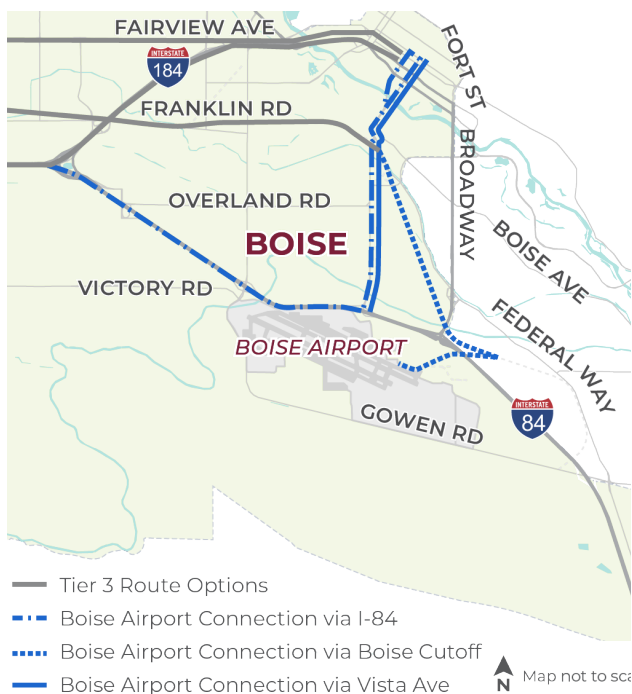 FAIRVIEW AVE
FORT ST
INTERSTATE
184
FRANKLIN RD
BROADWAY
OVERLAND RD
BOISE
BOISE AVE
VICTORY RD
FEDERAL WAY
BOISE AIRPORT
GOWEN RD
INTERSTATE
84
Tier 3 Route Options
Boise Airport Connection via I-84
Boise Airport Connection via Boise Cutoff
Boise Airport Connection via Vista Ave
N
Map not to sca